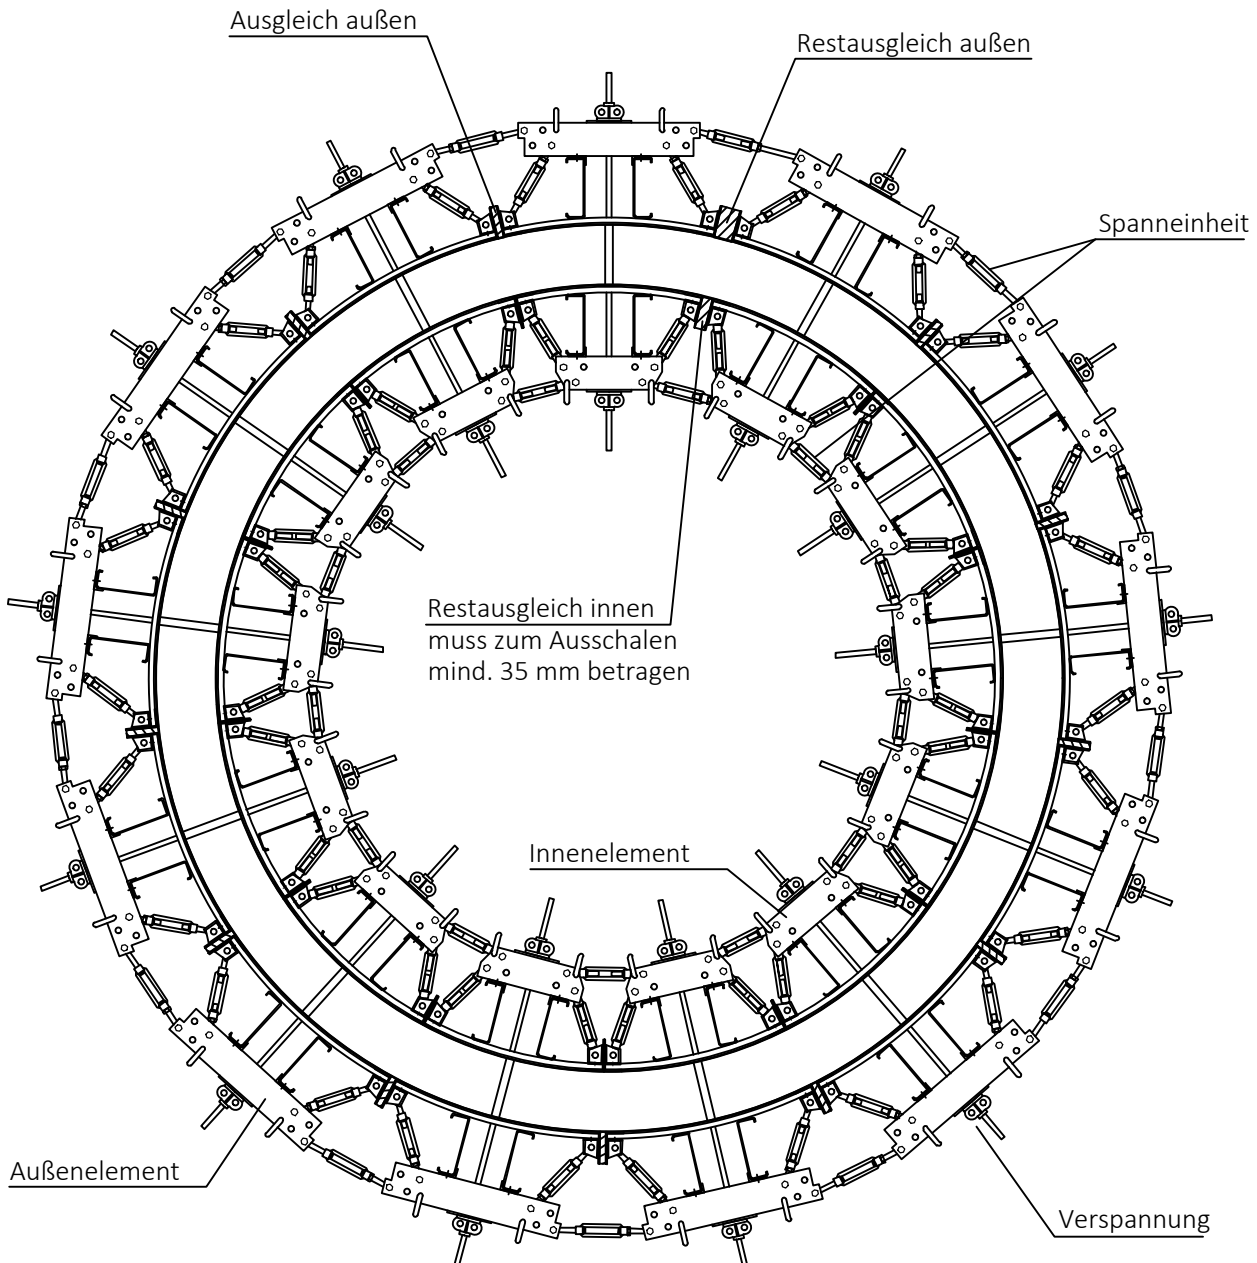 Ausgleich außen
Restausgleich außen
Spanneinheit
Restausgleich innen
muss zum Ausschalen
mind. 35 mm betragen
Innenelement
Außenelement
Verspannung